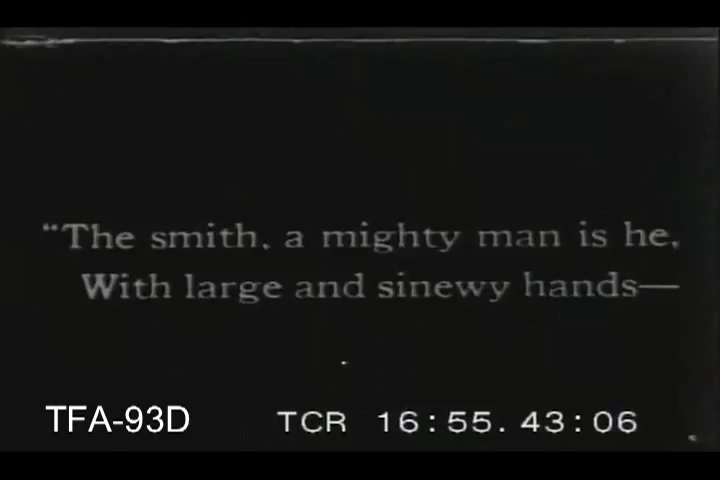 “The smith, a mighty man is he,
With large and sinewy hands—
TFA-93D
TCR 16:55.43:06